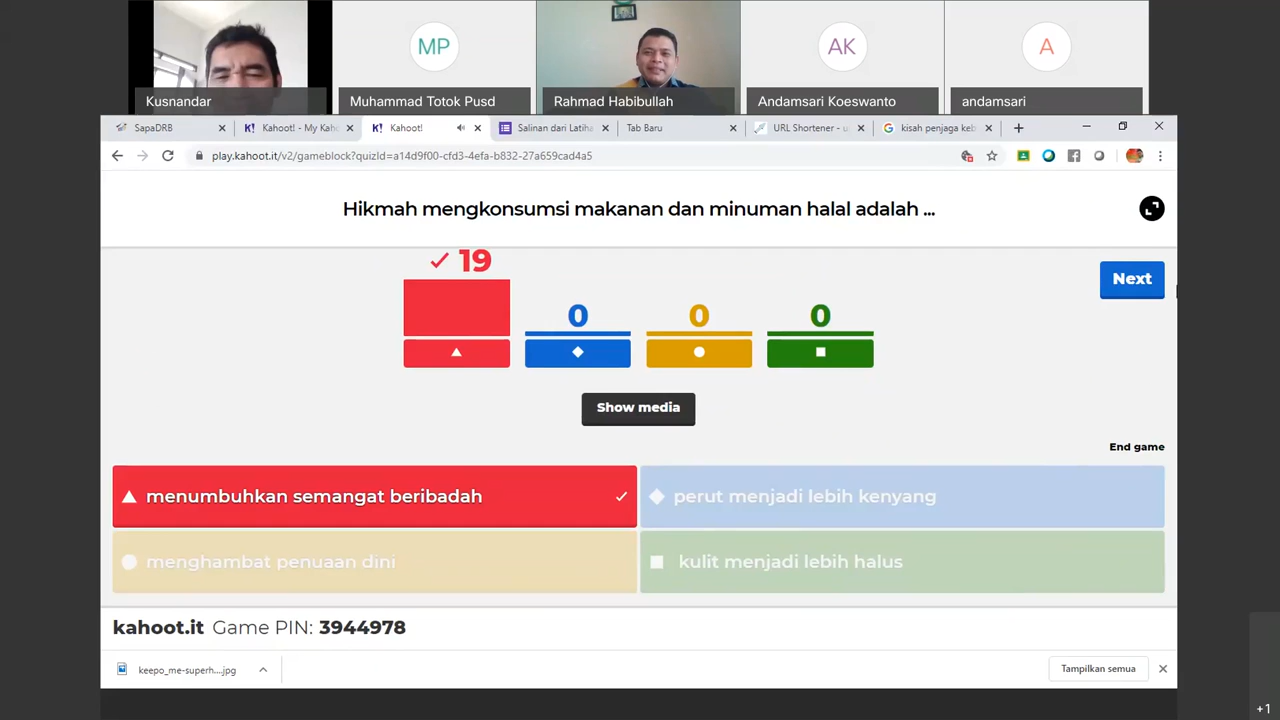 MP
AK
A
Kusnandar
Muhammad Totok Pusd
Rahmad Habibullah
Andamsari Koeswanto
andamsari
SapaDRB
K! Kahoot! - My Kah
K! Kahoot!
Salinan dari Latiha
Tab Baru
URL Shortener - u
G kisah penjaga keb
play.kahoot.it/v2/gameblock?quizId=a14d9f00-cfd3-4efa-b832-27a659cad4a5
Hikmah mengkonsumsi makanan dan minuman halal adalah ...
19
0
0
0
Next
Show media
End game
menumbuhkan semangat beribadah
perut menjadi lebih kenyang
menghambat penuaan dini
kulit menjadi lebih halus
kahoot.it Game PIN: 3944978
keepo_me-superh....jpg
Tampilkan semua
+1